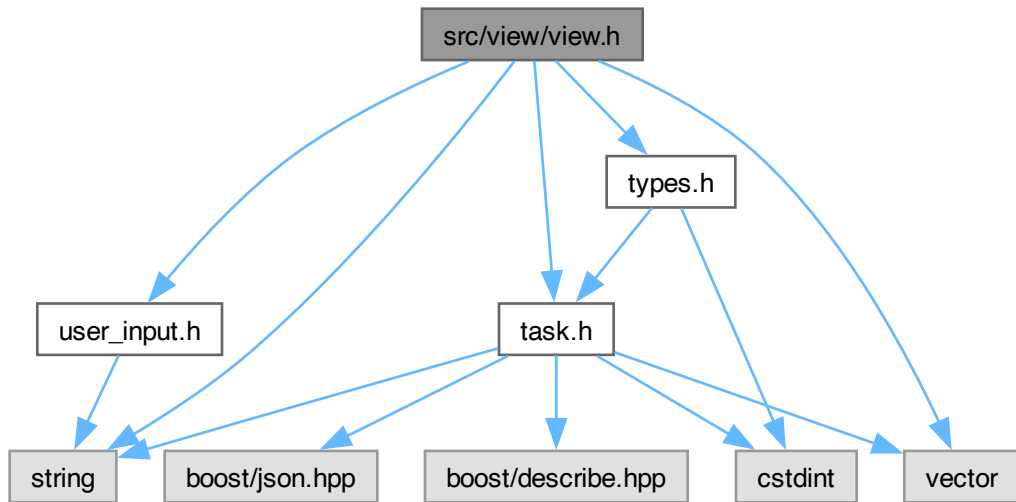 src/view/view.h
types.h
user_input.h
task.h
string
boost/json.hpp
boost/describe.hpp
cstdint
vector